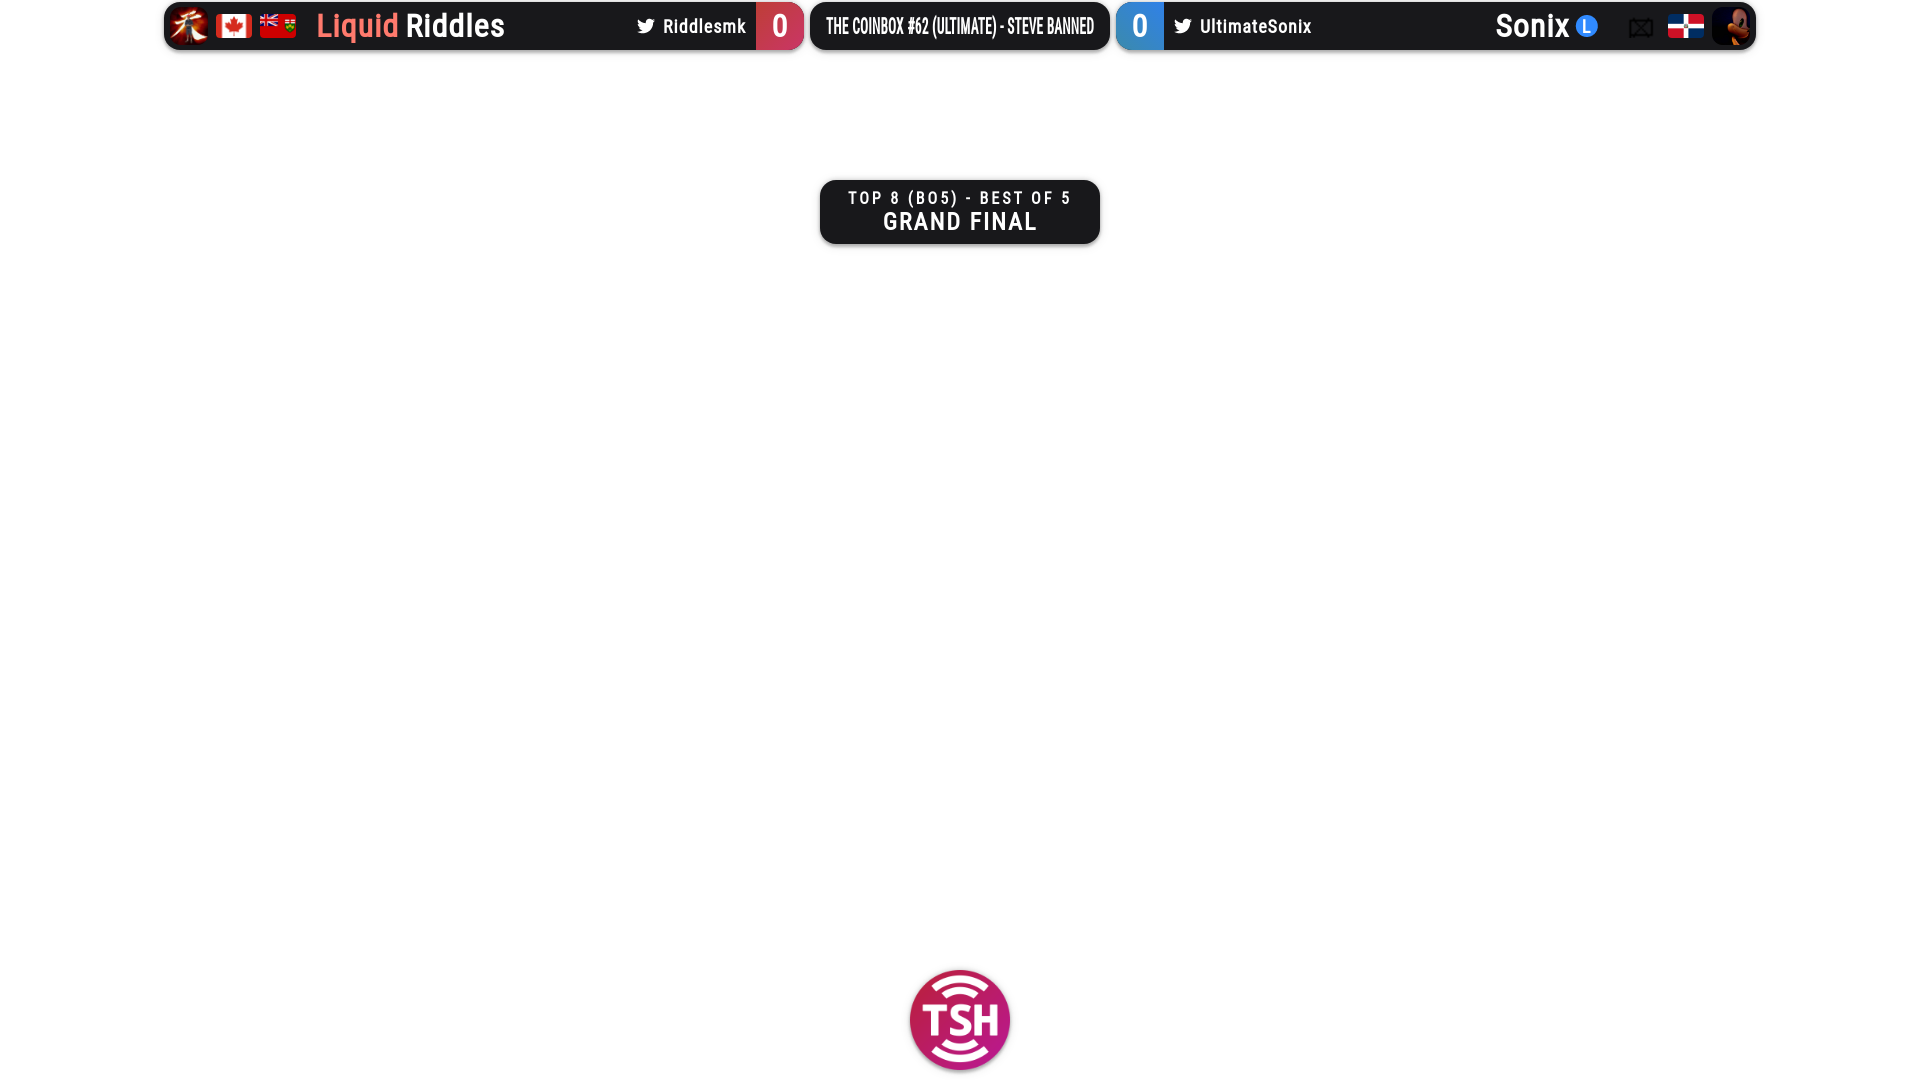 Liquid Riddles
Riddlesmk
0
THE COINBOX #62 (ULTIMATE) - STEVE BANNED
0
UltimateSonix
Sonix L
TOP 8 (BO5) - BEST OF 5
GRAND FINAL
TSH